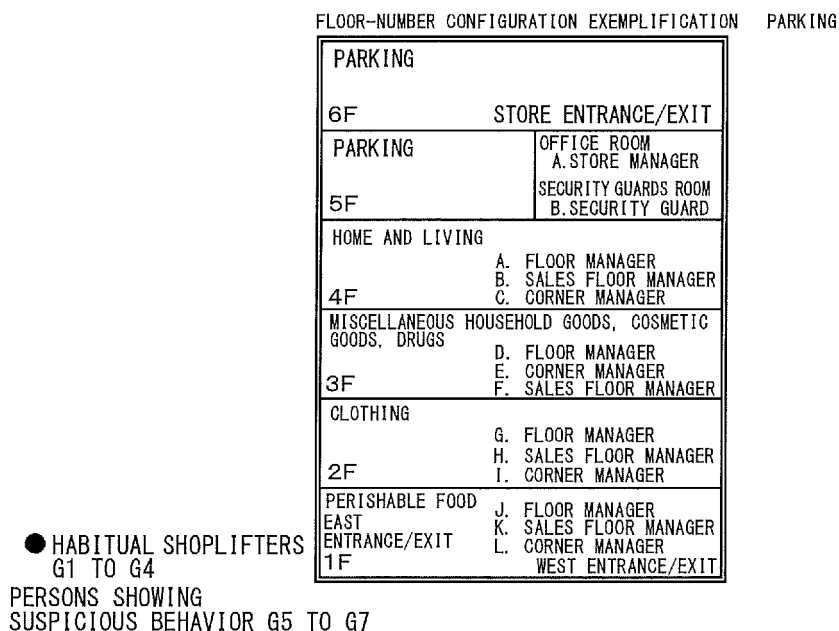 FLOOR-NUMBER CONFIGURATION EXEMPLIFICATION PARKING
PARKING
6F STORE ENTRANCE/EXIT
PARKING
5F
OFFICE ROOM
A.STORE MANAGER
SECURITY GUARDS ROOM
B.SECURITY GUARD
HOME AND LIVING
A. FLOOR MANAGER
B. SALES FLOOR MANAGER
4F C. CORNER MANAGER
MISCELLANEOUS HOUSEHOLD GOODS, COSMETIC
GOODS, DRUGS
D. FLOOR MANAGER
E. CORNER MANAGER
3F F. SALES FLOOR MANAGER
CLOTHING
G. FLOOR MANAGER
H. SALES FLOOR MANAGER
2F I. CORNER MANAGER
PERISHABLE FOOD
EAST
ENTRANCE/EXIT
1F
J. FLOOR MANAGER
K. SALES FLOOR MANAGER
L. CORNER MANAGER
WEST ENTRANCE/EXIT
● HABITUAL SHOPLIFTERS
G1 TO G4
PERSONS SHOWING
SUSPICIOUS BEHAVIOR G5 TO G7